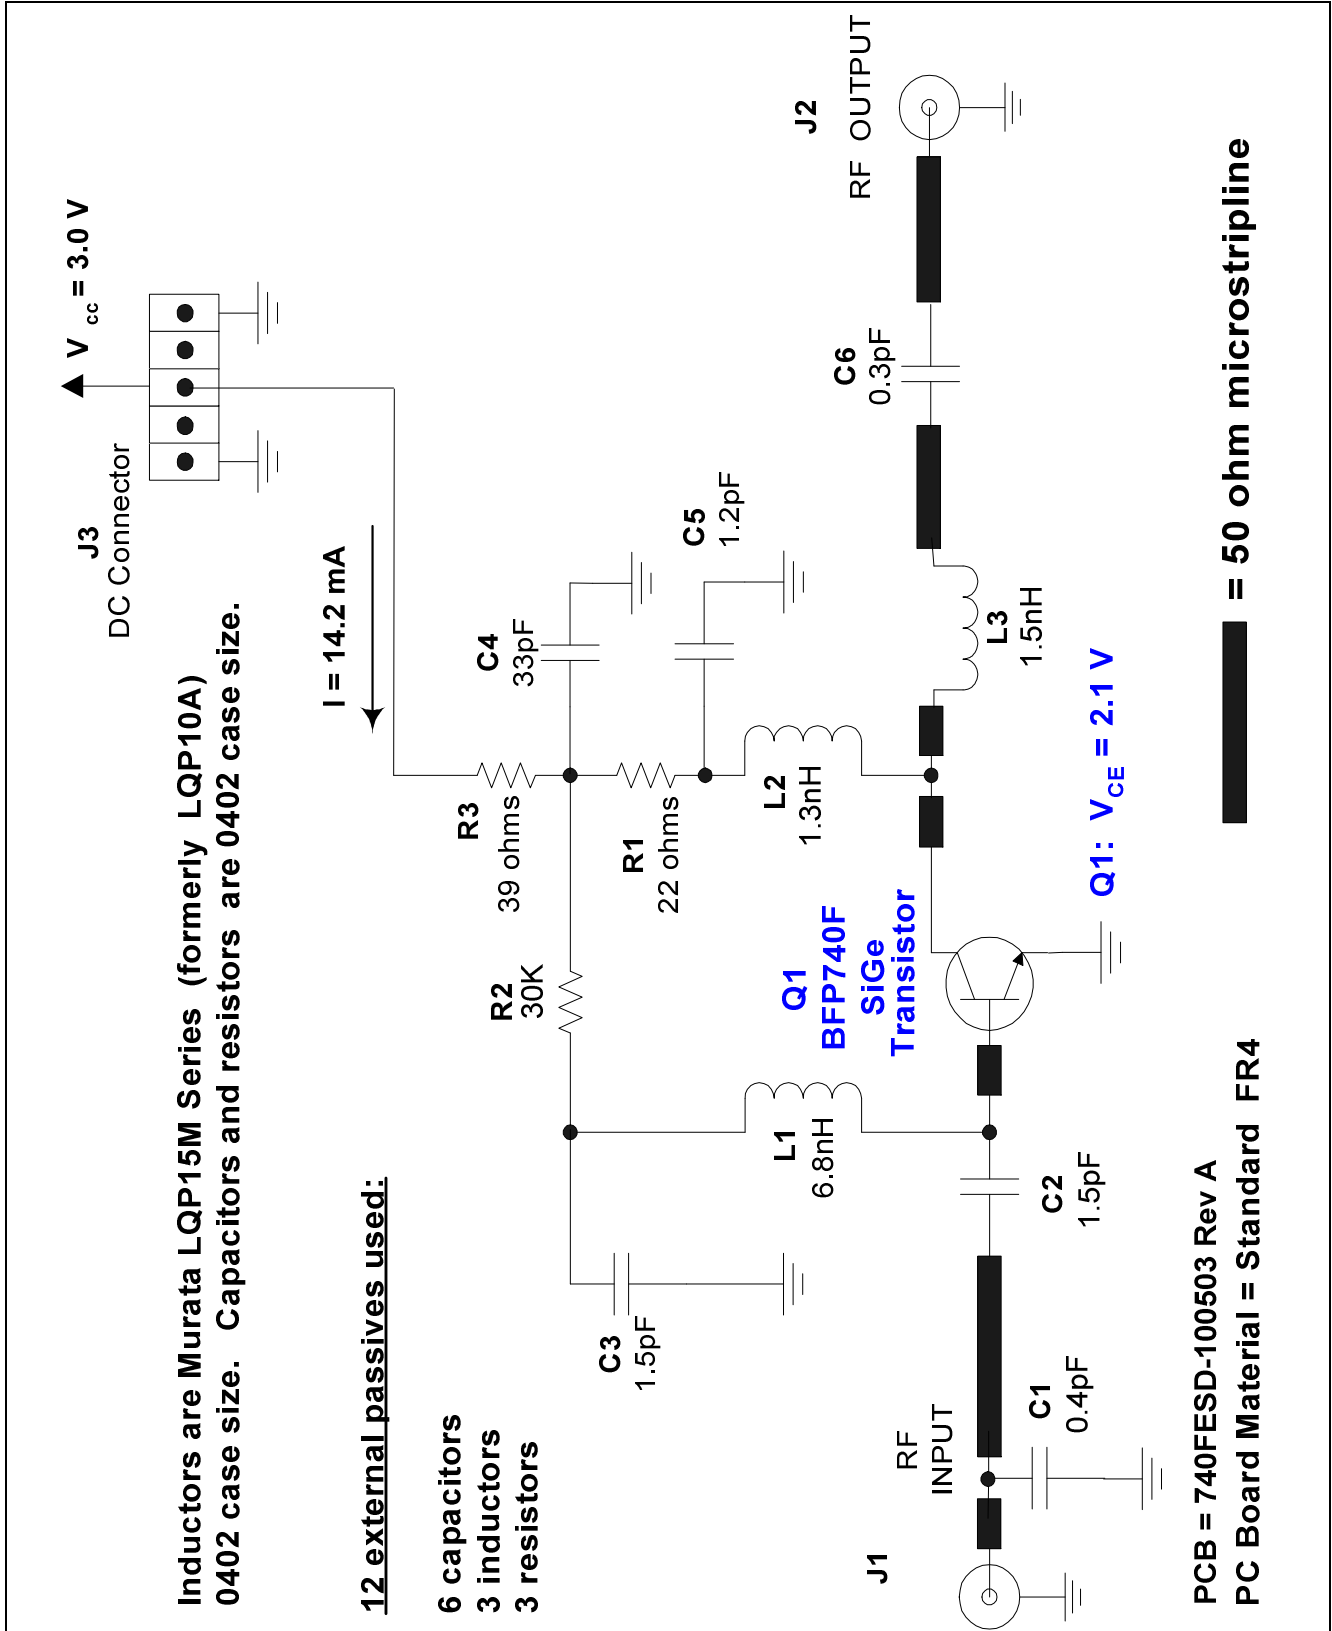 Inductors are Murata LQP15M Series (formerly LQP10A)
0402 case size. Capacitors and resistors are 0402 case size.
12 external passives used:
6 capacitors
3 inductors
3 resistors
J3
DC Connector
V cc = 3.0 V
I = 14.2 mA
R3
39 ohms
C4
33pF
R2
30K
R1
22 ohms
C5
1.2pF
C3
1.5pF
L1
6.8nH
L2
1.3nH
Q1
BFP740F
SiGe
Transistor
J2
RF OUTPUT
C6
0.3pF
L3
1.5nH
J1
RF
INPUT
C1
0.4pF
C2
1.5pF
Q1: VCE = 2.1 V
PCB = 740FESD-100503 Rev A
PC Board Material = Standard FR4
= 50 ohm microstripline